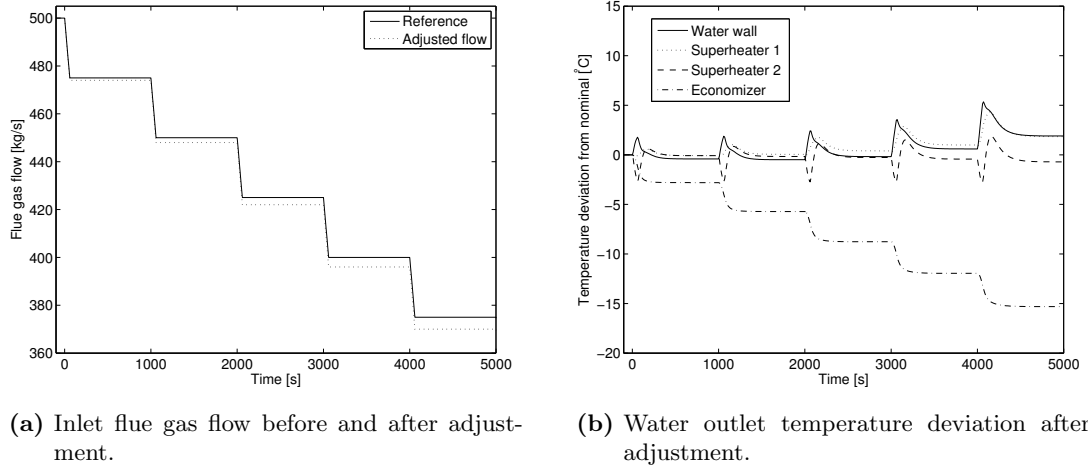 500
480
460
440
420
400
380
360
0 1000 2000 3000 4000 5000
Time [s]
Flue gas flow [kg/s]
Reference
Adjusted flow
(a) Inlet flue gas flow before and after adjust-
ment.
15
10
5
0
−5
−10
−15
−20
0 1000 2000 3000 4000 5000
Time [s]
Temperature deviation from nominal [°C]
Water wall
Superheater 1
Superheater 2
Economizer
(b) Water outlet temperature deviation after
adjustment.